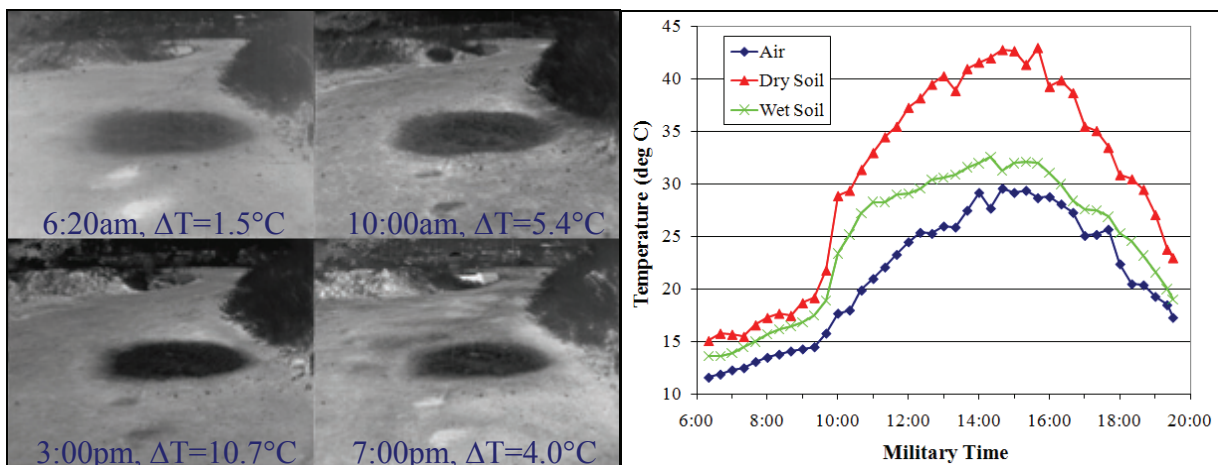 6:20am, ΔT=1.5°C
10:00am, ΔT=5.4°C
3:00pm, ΔT=10.7°C
7:00pm, ΔT=4.0°C
45
40
35
30
25
20
15
10
Temperature (deg C)
Air
Dry Soil
Wet Soil
6:00 8:00 10:00 12:00 14:00 16:00 18:00 20:00
Military Time